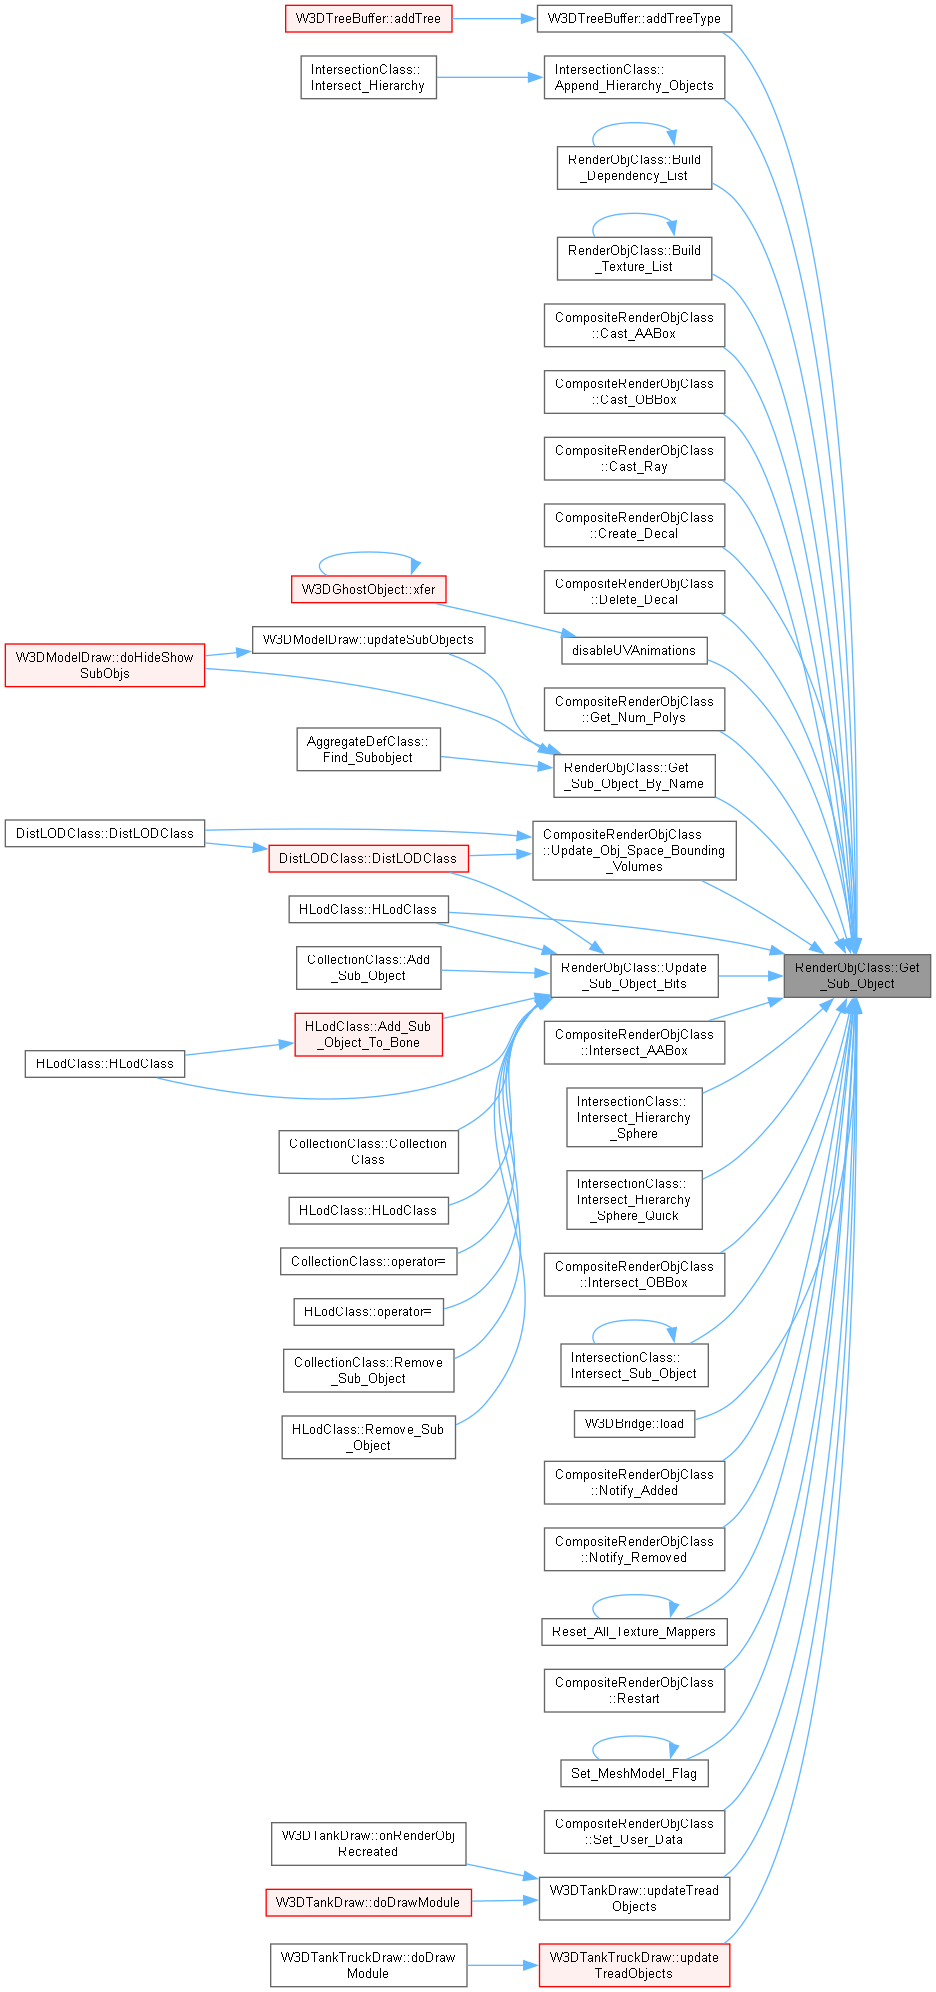 W3DTreeBuffer::addTree
W3DTreeBuffer::addTreeType
IntersectionClass::
Intersect_Hierarchy
IntersectionClass::
Append_Hierarchy_Objects
RenderObjClass::Build
_Dependency_List
RenderObjClass::Build
_Texture_List
CompositeRenderObjClass
::Cast_AABox
CompositeRenderObjClass
::Cast_OBBox
CompositeRenderObjClass
::Cast_Ray
CompositeRenderObjClass
::Create_Decal
CompositeRenderObjClass
::Delete_Decal
W3DGhostObject::xfer
disableUVAnimations
W3DModelDraw::updateSubObjects
W3DModelDraw::doHideShow
SubObjs
CompositeRenderObjClass
::Get_Num_Polys
AggregateDefClass::
Find_Subobject
RenderObjClass::Get
_Sub_Object_By_Name
DistLODClass::DistLODClass
DistLODClass::DistLODClass
CompositeRenderObjClass
::Update_Obj_Space_Bounding
_Volumes
HLodClass::HLodClass
CollectionClass::Add
_Sub_Object
RenderObjClass::Update
_Sub_Object_Bits
RenderObjClass::Get
_Sub_Object
HLodClass::Add_Sub
_Object_To_Bone
HLodClass::HLodClass
CompositeRenderObjClass
::Intersect_AABox
IntersectionClass::
Intersect_Hierarchy
_Sphere
CollectionClass::Collection
Class
IntersectionClass::
Intersect_Hierarchy
_Sphere_Quick
HLodClass::HLodClass
CollectionClass::operator=
CompositeRenderObjClass
::Intersect_OBBox
HLodClass::operator=
CollectionClass::Remove
_Sub_Object
IntersectionClass::
Intersect_Sub_Object
HLodClass::Remove_Sub
_Object
W3DBridge::load
CompositeRenderObjClass
::Notify_Added
CompositeRenderObjClass
::Notify_Removed
Reset_All_Texture_Mappers
CompositeRenderObjClass
::Restart
Set_MeshModel_Flag
CompositeRenderObjClass
::Set_User_Data
W3DTankDraw::onRenderObj
Recreated
W3DTankDraw::doDrawModule
W3DTankDraw::updateTread
Objects
W3DTankTruckDraw::doDraw
Module
W3DTankTruckDraw::update
TreadObjects